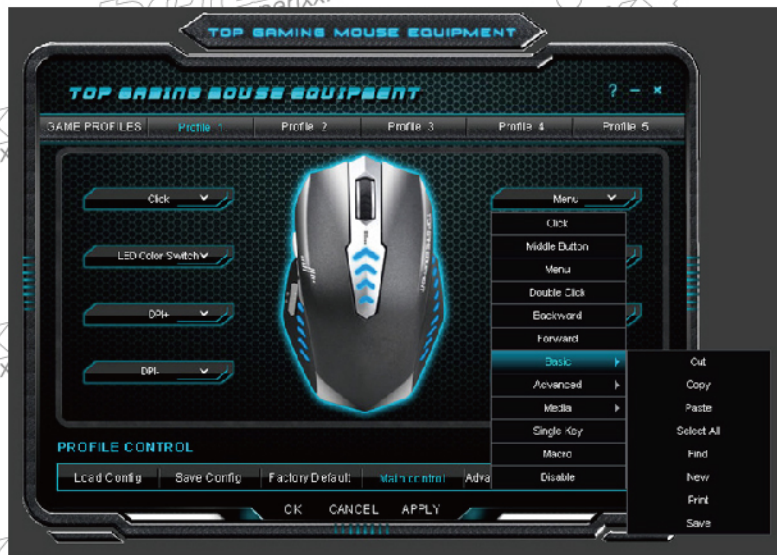 TOP GAMING MOUSE EQUIPMENT
TOP GAMING MOUSE EQUIPMENT
? – ×
GAME PROFILES Profile 1 Profile 2 Profile 3 Profile 4 Profile 5
Click
LED Color Switch
DPI+
DPI-
Menu
Click
Middle Button
Menu
Double Click
Backward
Forward
Basic
Advanced
Media
Single Key
Macro
Disable
Cut
Copy
Paste
Select All
Find
New
Print
Save
PROFILE CONTROL
Load Config Save Config Factory Default Main control Adva
OK CANCEL APPLY